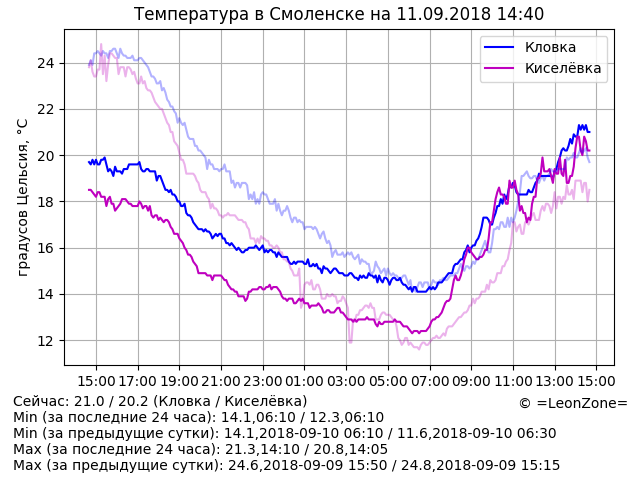 Температура в Смоленске на 11.09.2018 14:40
градусов Цельсия, °C
24
22
20
18
16
14
12
Кловка
Киселёвка
15:00 17:00 19:00 21:00 23:00 01:00 03:00 05:00 07:00 09:00 11:00 13:00 15:00
Сейчас: 21.0 / 20.2 (Кловка / Киселёвка)
© =LeonZone=
Min (за последние 24 часа): 14.1,06:10 / 12.3,06:10
Min (за предыдущие сутки): 14.1,2018-09-10 06:10 / 11.6,2018-09-10 06:30
Max (за последние 24 часа): 21.3,14:10 / 20.8,14:05
Max (за предыдущие сутки): 24.6,2018-09-09 15:50 / 24.8,2018-09-09 15:15